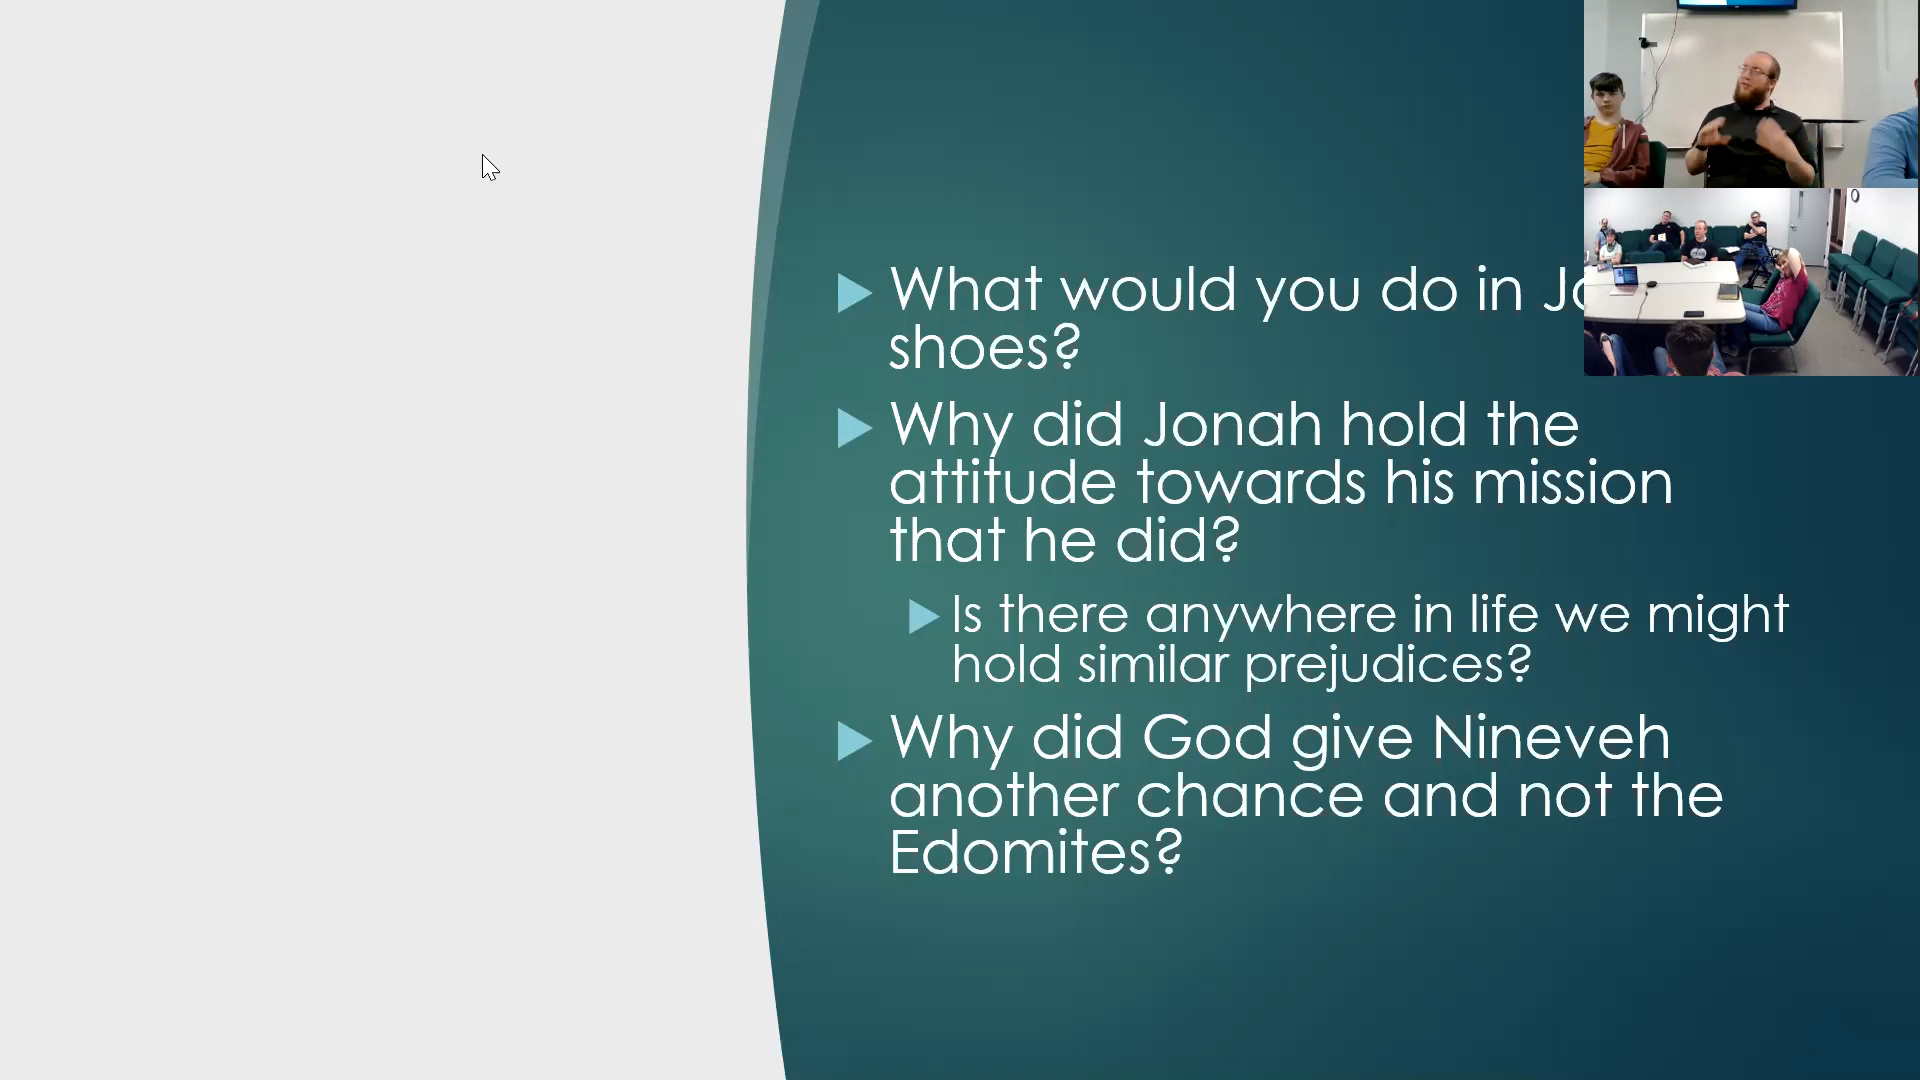 What would you do in
shoes?
Why did Jonah hold the
attitude towards his mission
that he did?
Is there anywhere in life we might
hold similar prejudices?
Why did God give Nineveh
another chance and not the
Edomites?